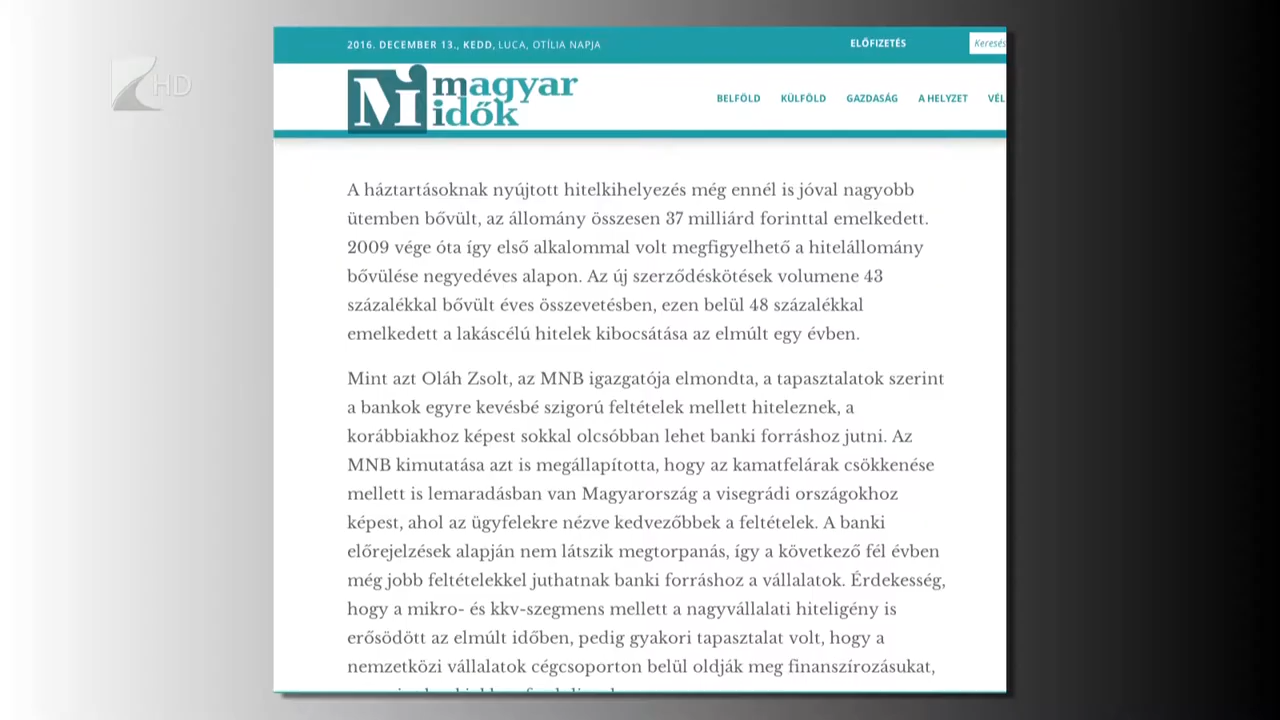 HD
2016. DECEMBER 13., KEDD, LUCA, OTÍLIA NAPJA
ELŐFIZETÉS
Keresés
magyar
idők
BELFÖLD KÜLFÖLD GAZDASÁG A HELYZET VÉL
A háztartásoknak nyújtott hitelkihelyezés még ennél is jóval nagyobb
ütemben bővült, az állomány összesen 37 milliárd forinttal emelkedett.
2009 vége óta így első alkalommal volt megfigyelhető a hitelállomány
bővülése negyedéves alapon. Az új szerződéskötések volumene 43
százalékkal bővült éves összevetésben, ezen belül 48 százalékkal
emelkedett a lakáscélú hitelek kibocsátása az elmúlt egy évben.
Mint azt Oláh Zsolt, az MNB igazgatója elmondta, a tapasztalatok szerint
a bankok egyre kevésbé szigorú feltételek mellett hiteleznek, a
korábbiakhoz képest sokkal olcsóbban lehet banki forráshoz jutni. Az
MNB kimutatása azt is megállapította, hogy az kamatfelárak csökkenése
mellett is lemaradásban van Magyarország a visegrádi országokhoz
képest, ahol az ügyfelekre nézve kedvezőbbek a feltételek. A banki
előrejelzések alapján nem látszik megtorpanás, így a következő fél évben
még jobb feltételekkel juthatnak banki forráshoz a vállalatok. Érdekesség,
hogy a mikro- és kkv-szegmens mellett a nagyvállalati hiteligény is
erősödött az elmúlt időben, pedig gyakori tapasztalat volt, hogy a
nemzetközi vállalatok cégcsoporton belül oldják meg finanszírozásukat,